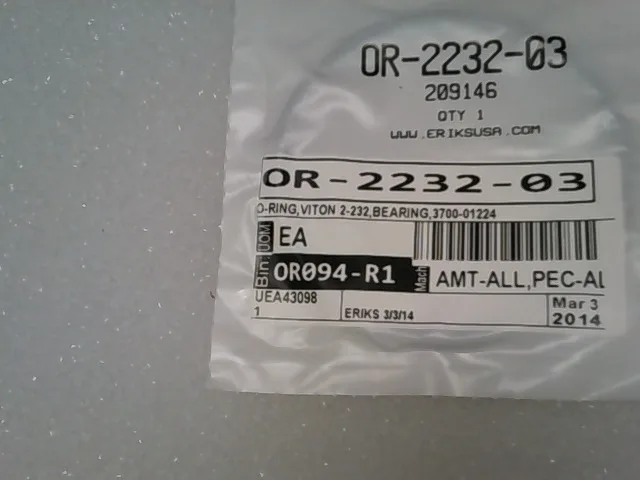 OR-2232-03
209146
QTY 1
WWW.ERIKSUSA.COM
OR-2232-03
O-RING,VITON 2-232,BEARING,3700-01224
UOM EA
Bin: OR094-R1 Mach AMT-ALL,PEC-AL
UEA43098
1 ERIKS 3/3/14
Mar 3
2014